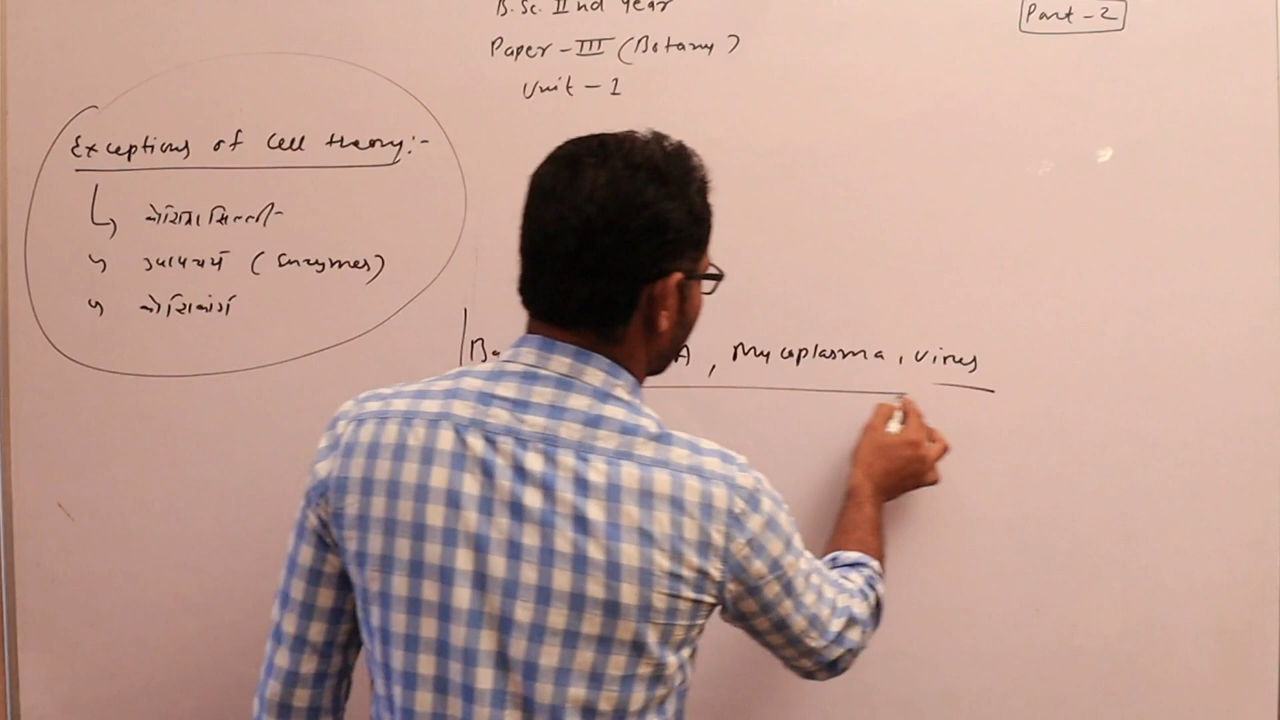 B.Sc. IInd Year
Part-2
Paper-III (Botany)
Unit-1
Exceptions of Cell theory:-
कोशिका झिल्ली-
उपापचयी (Enzymes)
कोशिकांग
Mycoplasma, Virus